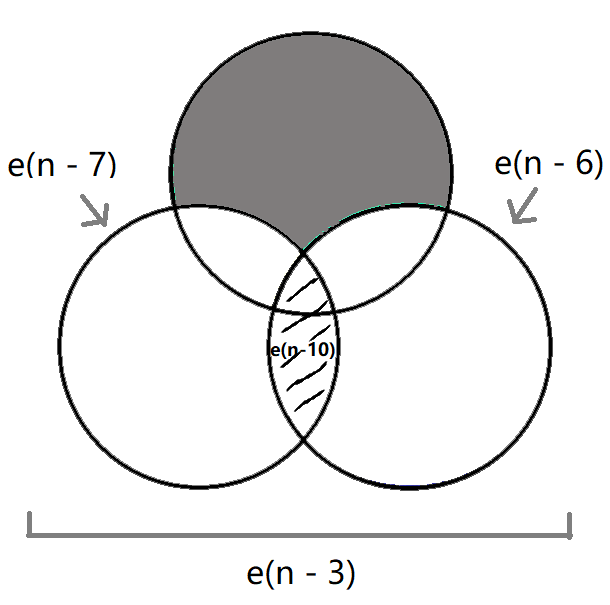 e(n - 7)
e(n - 6)
e(n-10)
e(n - 3)